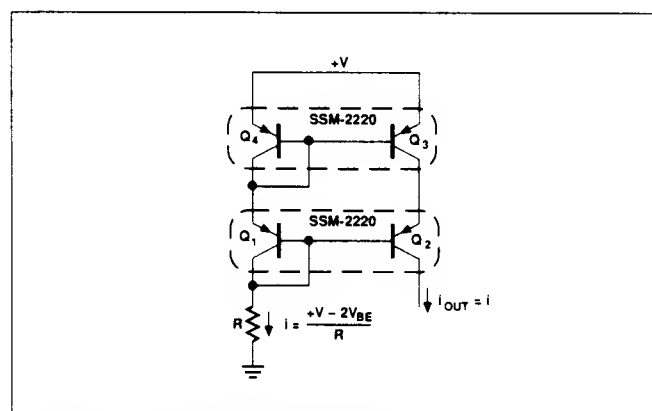 +V
SSM-2220
Q4 Q3
SSM-2220
Q1 Q2
iOUT = i
R i = +V − 2VBE
R